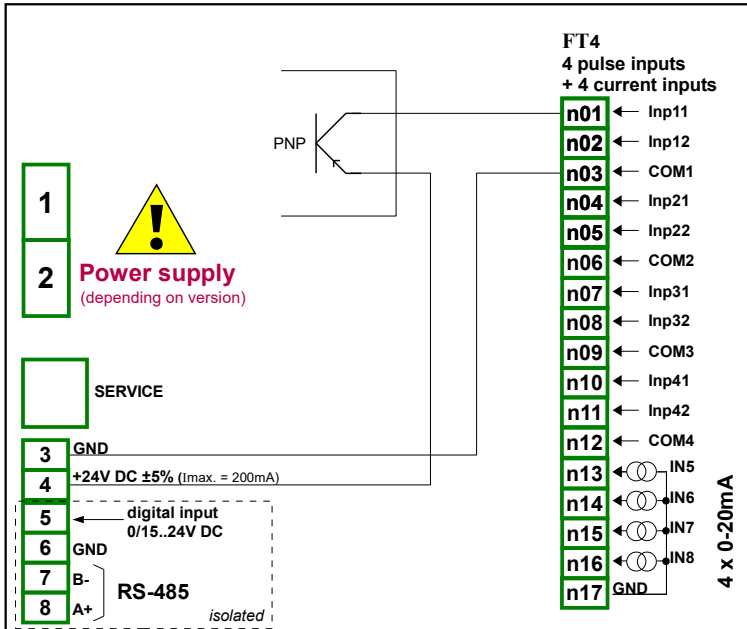 FT4
4 pulse inputs
+ 4 current inputs
n01 Inp11
n02 Inp12
n03 COM1
n04 Inp21
n05 Inp22
n06 COM2
n07 Inp31
n08 Inp32
n09 COM3
n10 Inp41
n11 Inp42
n12 COM4
n13 IN5
n14 IN6
n15 IN7
n16 IN8
n17 GND
4 x 0-20mA
PNP
1
2
!
Power supply
(depending on version)
SERVICE
3 GND
4 +24V DC ±5% (Imax. = 200mA)
5 digital input
0/15..24V DC
6 GND
7 B-
8 A+
RS-485
isolated